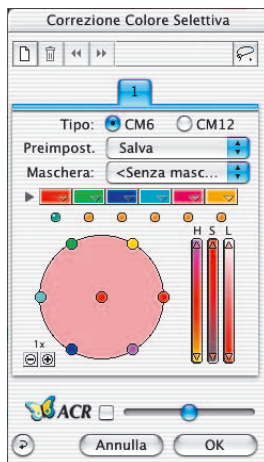 Correzione Colore Selettiva
1
Tipo: CM6 CM12
Preimpost. Salva
Maschera: <Senza masc...
H S L
1x
ACR
Annulla OK